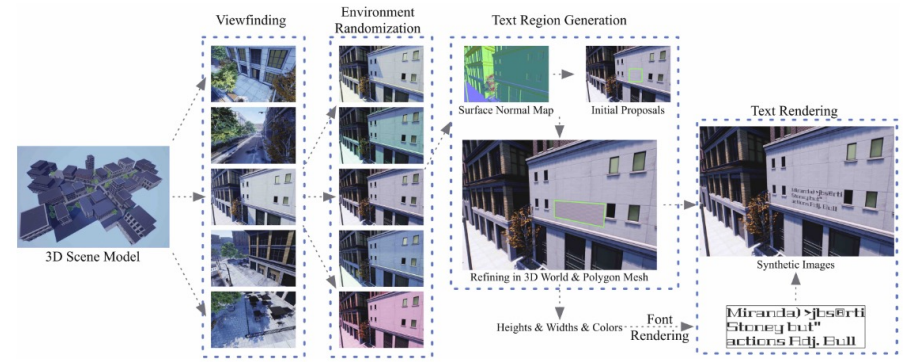 Viewfinding
Environment
Randomization
Text Region Generation
Surface Normal Map
Initial Proposals
Text Rendering
3D Scene Model
Refining in 3D World & Polygon Mesh
Synthetic Images
Heights & Widths & Colors
Font
Rendering
Miranda) >jbs@rti
Stoney but"
actions Adj. Bull